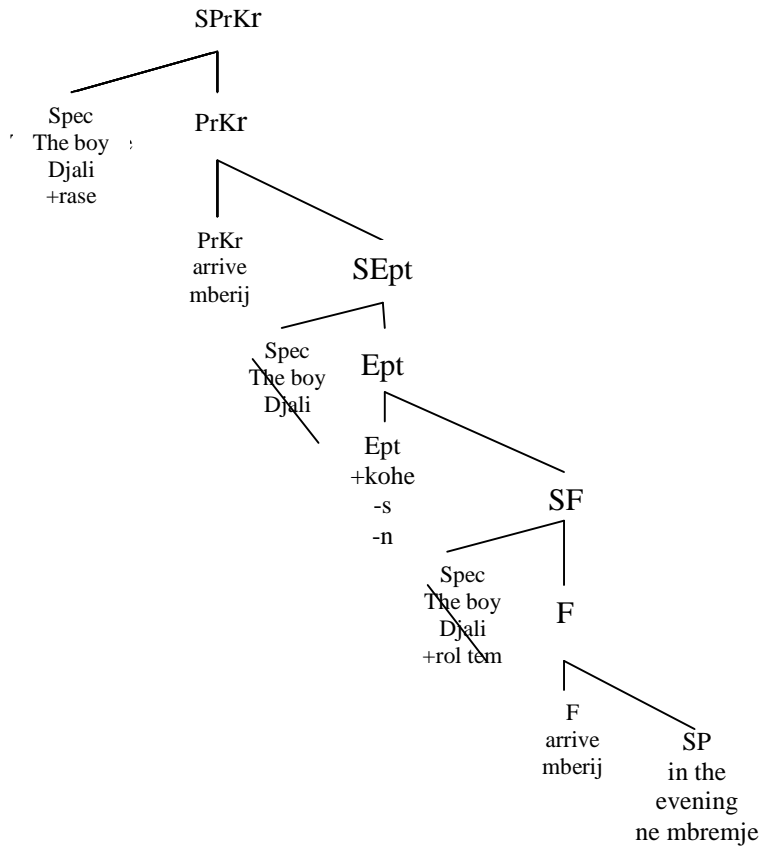 SPrKr
Spec
The boy
Djali
+rase
PrKr
PrKr
arrive
mberij
SEpt
Spec
The boy
Djali
Ept
Ept
+kohe
-s
-n
SF
Spec
The boy
Djali
+rol tem
F
F
arrive
mberij
SP
in the
evening
ne mbremje